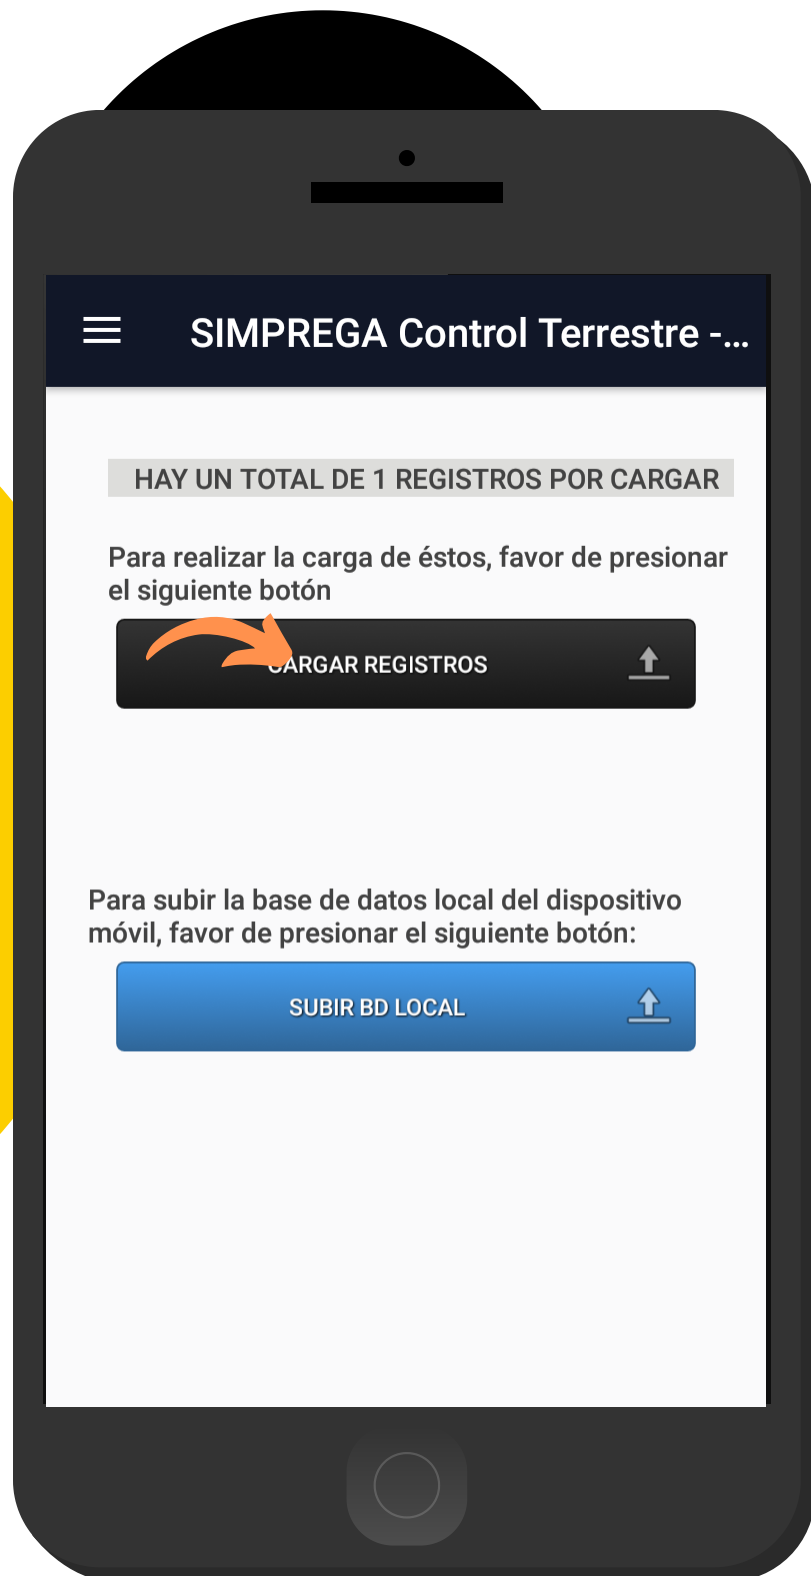 SIMPREGA Control Terrestre -...
HAY UN TOTAL DE 1 REGISTROS POR CARGAR
Para realizar la carga de éstos, favor de presionar
el siguiente botón
CARGAR REGISTROS
Para subir la base de datos local del dispositivo
móvil, favor de presionar el siguiente botón:
SUBIR BD LOCAL